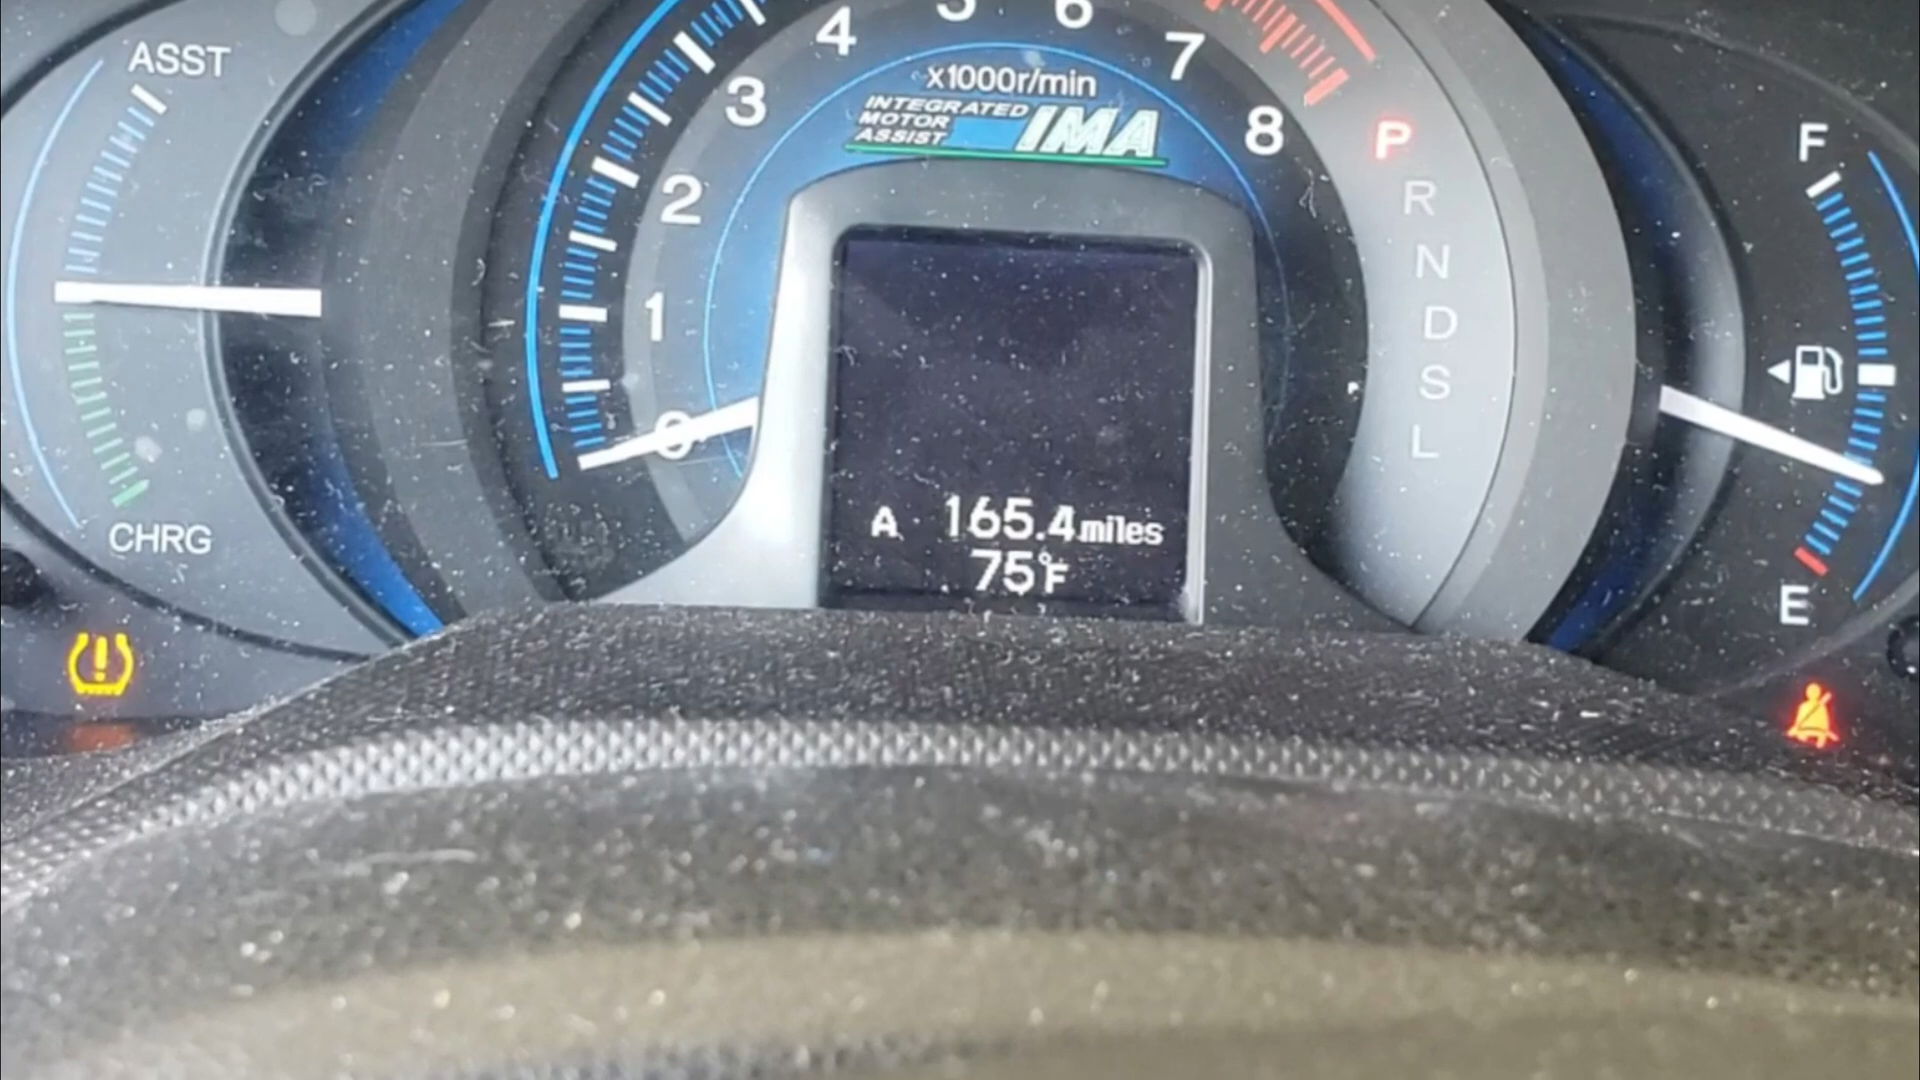 ASST
CHRG
0
1
2
3
4
5
6
7
8
x1000r/min
INTEGRATED
MOTOR
ASSIST
IMA
A 165.4 miles
75°F
P
R
N
D
S
L
F
E